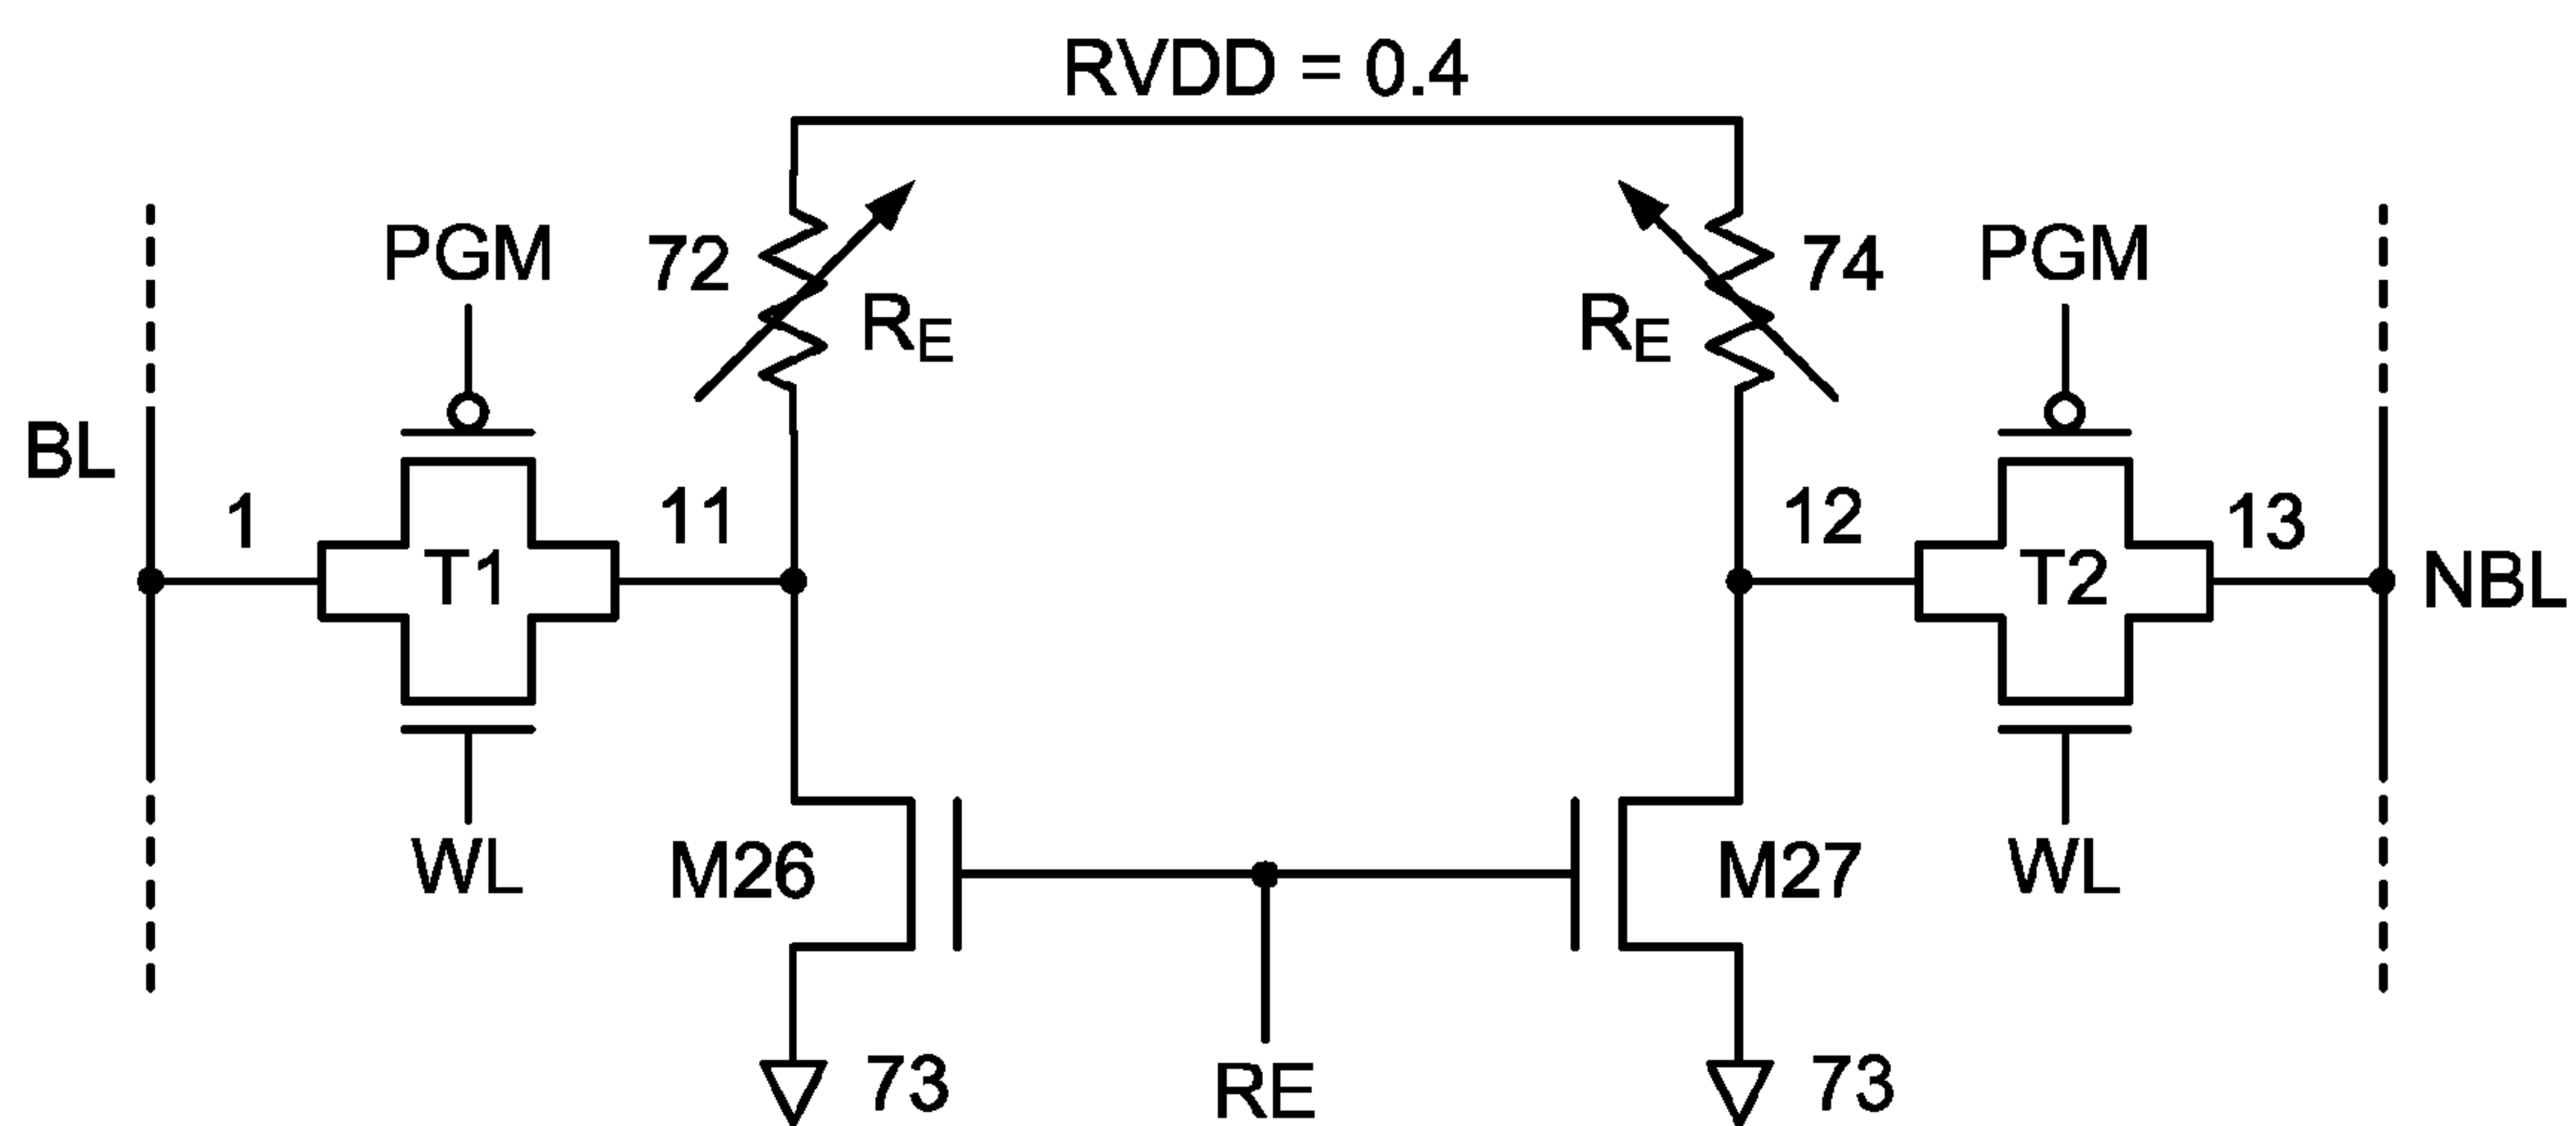 RVDD = 0.4
PGM
72
RE
RE
74
PGM
BL
1
T1
11
12
T2
13
NBL
WL
M26
M27
WL
73
RE
73